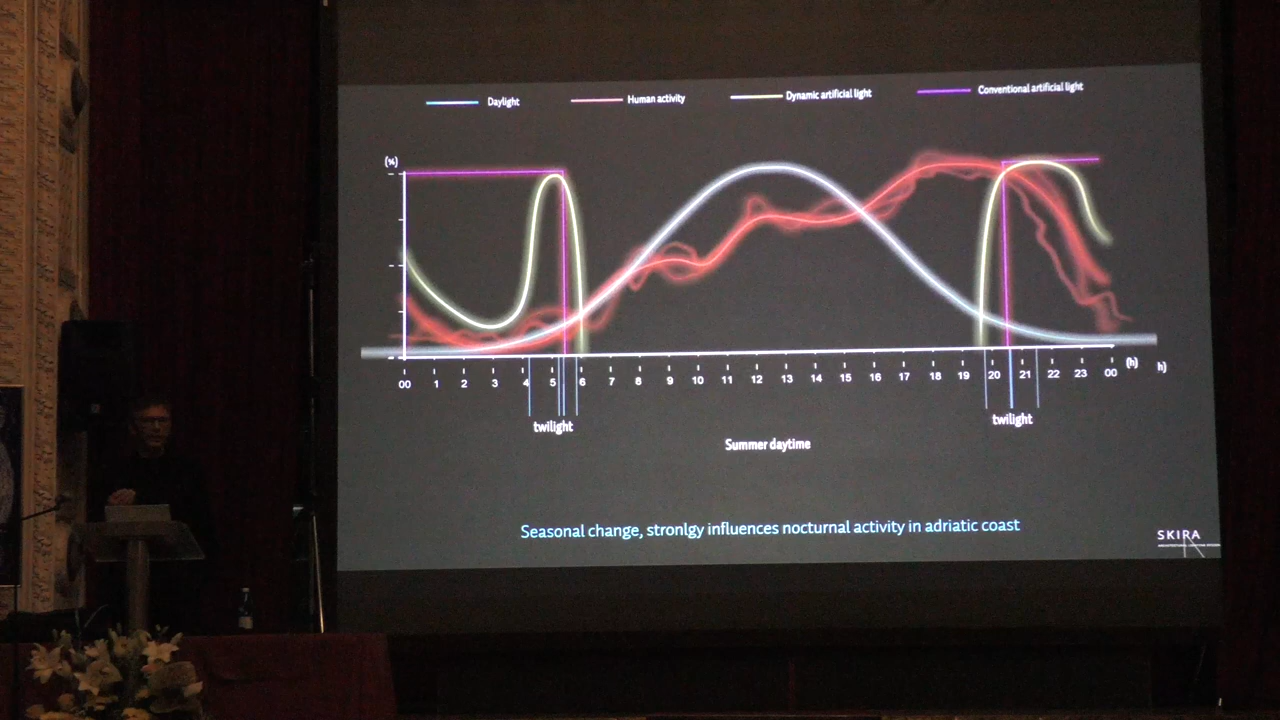 Daylight
Human activity
Dynamic artificial light
Conventional artificial light
(%)
00 1 2 3 4 5 6 7 8 9 10 11 12 13 14 15 16 17 18 19 20 21 22 23 00 (h) h)
twilight
twilight
Summer daytime
Seasonal change, stronlgy influences nocturnal activity in adriatic coast
SKIRA